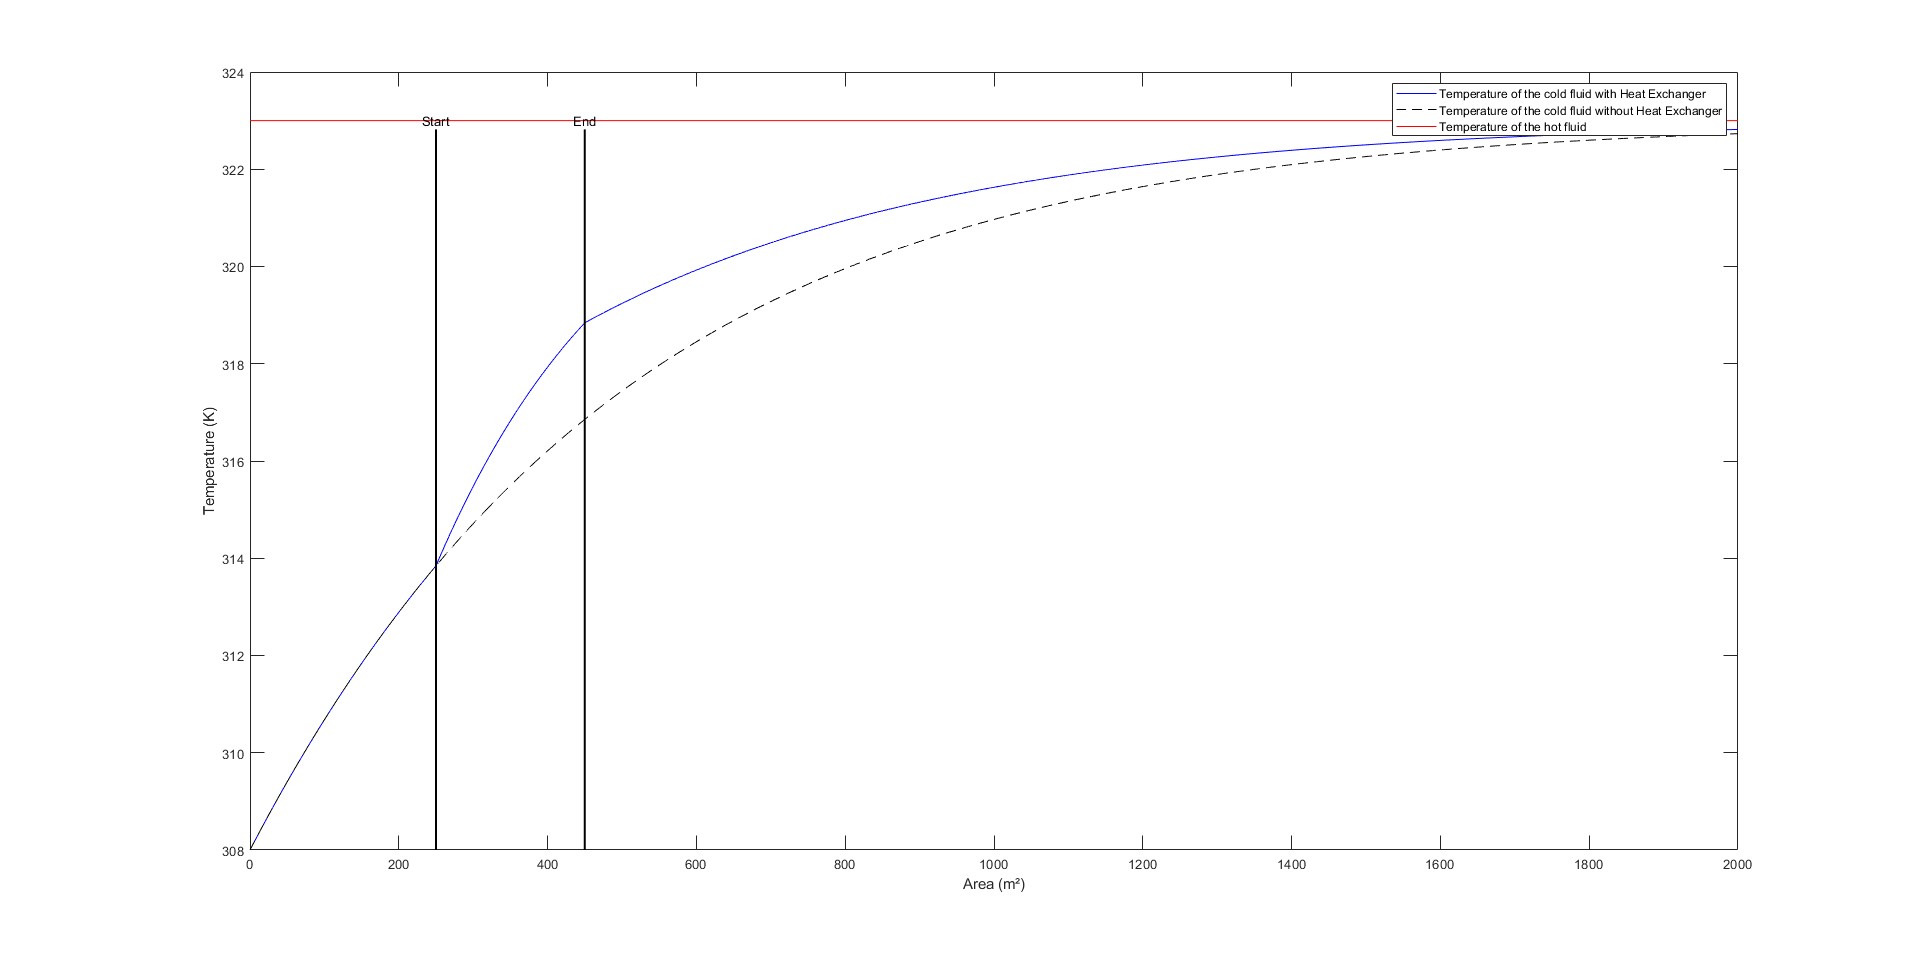 324
322
320
318
316
314
312
310
308
Temperature (K)
Start
End
Temperature of the cold fluid with Heat Exchanger
Temperature of the cold fluid without Heat Exchanger
Temperature of the hot fluid
0 200 400 600 800 1000 1200 1400 1600 1800 2000
Area (m²)